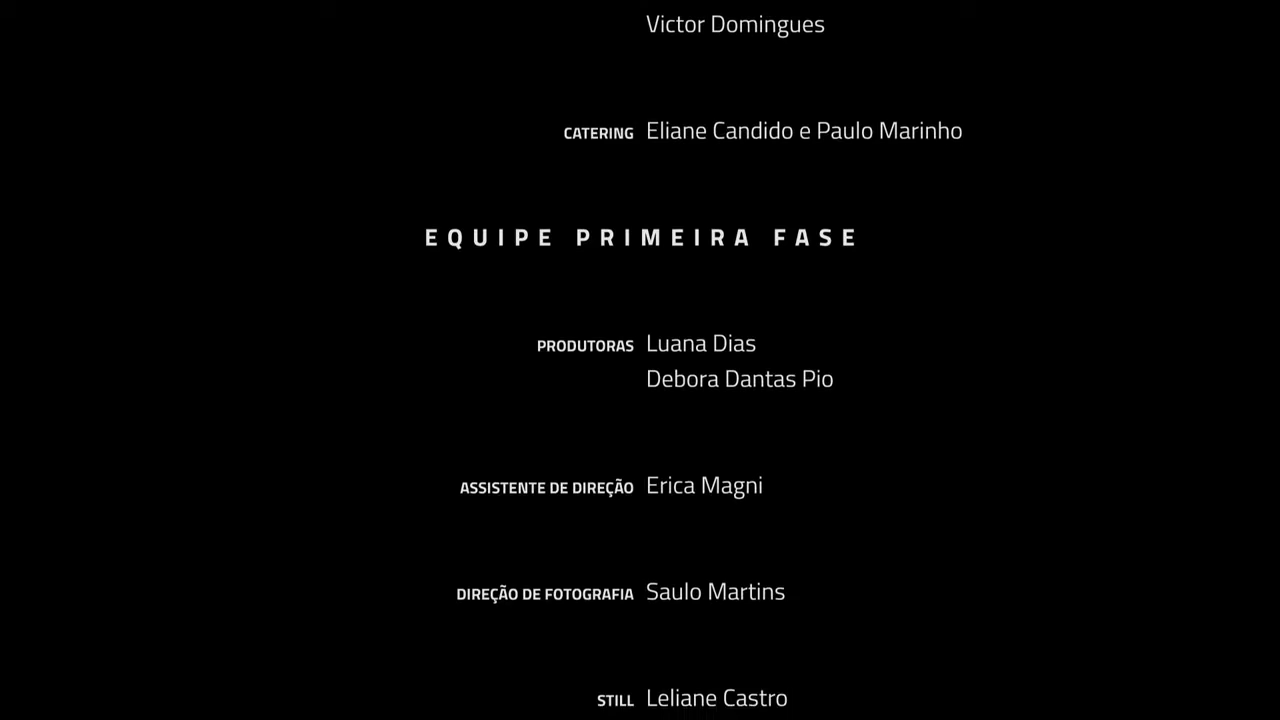 Victor Domingues
CATERING Eliane Candido e Paulo Marinho
EQUIPE PRIMEIRA FASE
PRODUTORAS Luana Dias
Debora Dantas Pio
ASSISTENTE DE DIREÇÃO Erica Magni
DIREÇÃO DE FOTOGRAFIA Saulo Martins
STILL Leliane Castro